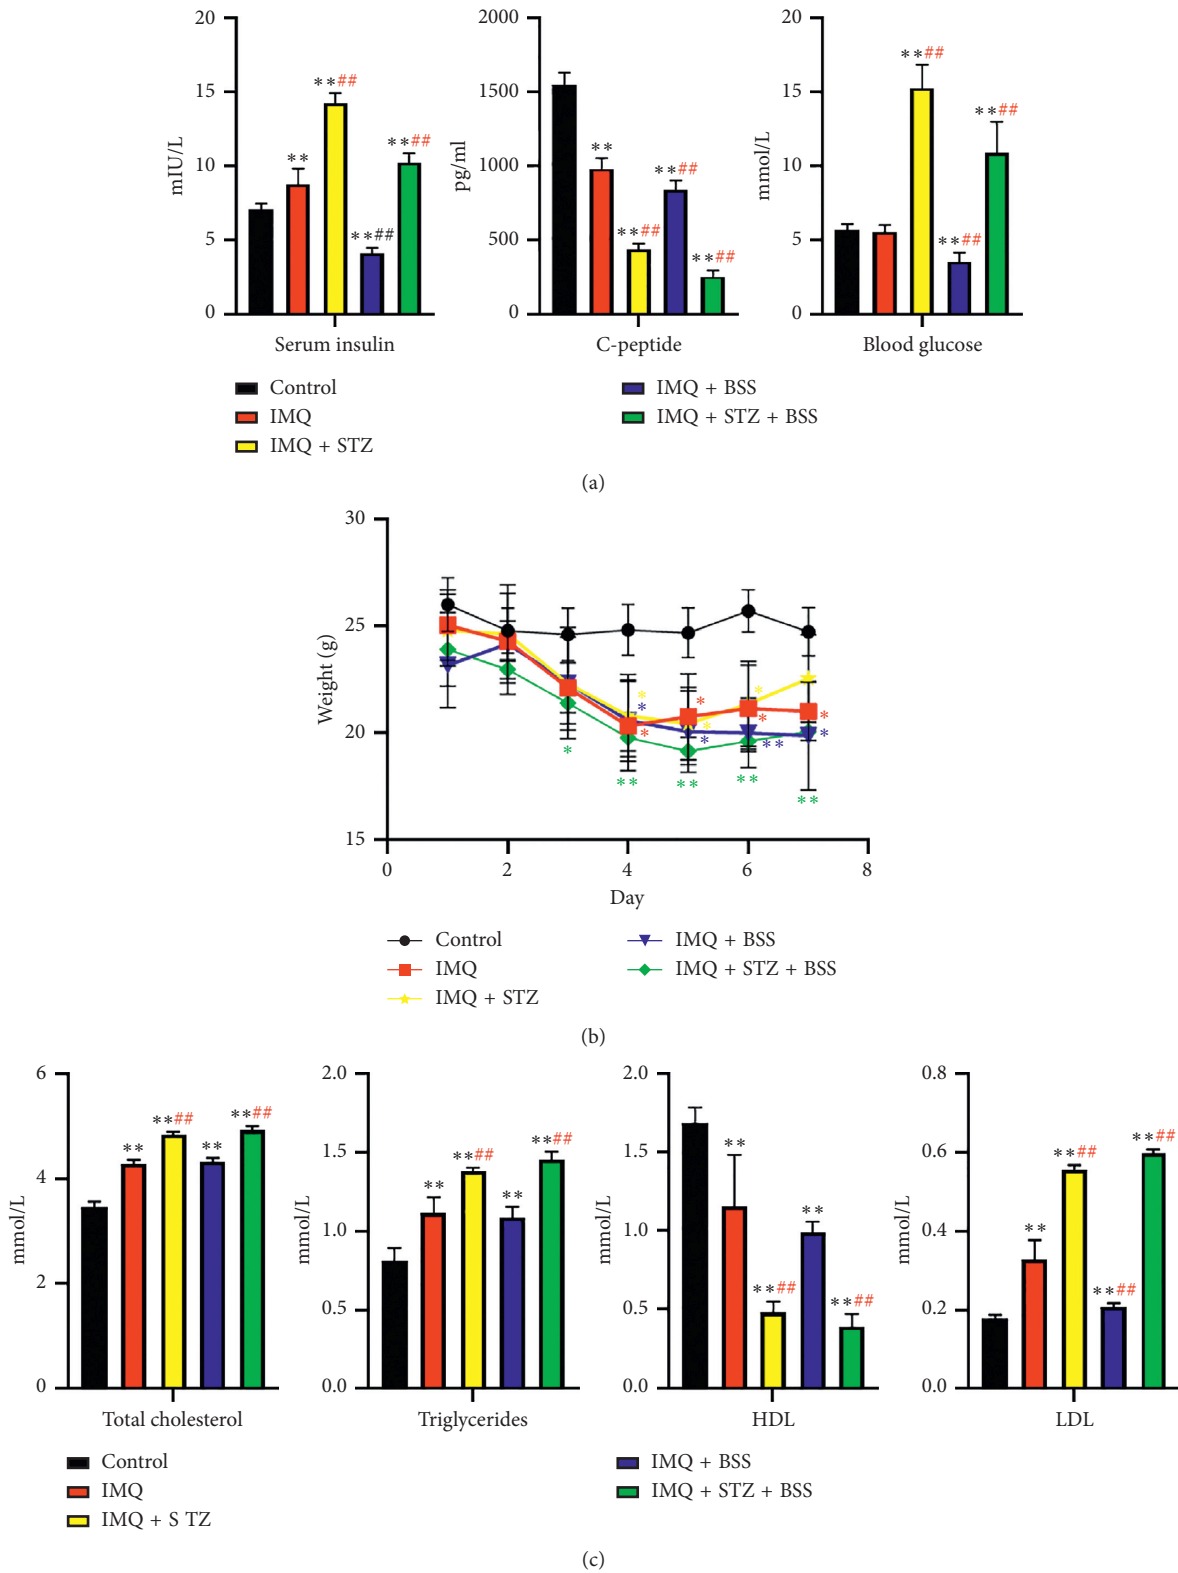 20
15
10
5
0
mIU/L
**
**##
**##
**##
Serum insulin
2000
1500
1000
500
0
pg/ml
**
**##
**##
**##
C-peptide
20
15
10
5
0
mmol/L
**##
**##
**##
Blood glucose
Control
IMQ
IMQ + STZ
IMQ + BSS
IMQ + STZ + BSS
(a)
30
25
20
15
Weight (g)
*
*
*
*
**
*
*
*
**
*
*
**
**
*
*
**
0 2 4 6 8
Day
Control
IMQ
IMQ + STZ
IMQ + BSS
IMQ + STZ + BSS
(b)
6
4
2
0
mmol/L
**
**##
**
**##
Total cholesterol
2.0
1.5
1.0
0.5
0.0
mmol/L
**
**##
**
**##
Triglycerides
2.0
1.5
1.0
0.5
0.0
mmol/L
**
**##
**
**##
HDL
0.8
0.6
0.4
0.2
0.0
mmol/L
**
**##
**##
**##
LDL
Control
IMQ
IMQ + S TZ
IMQ + BSS
IMQ + STZ + BSS
(c)